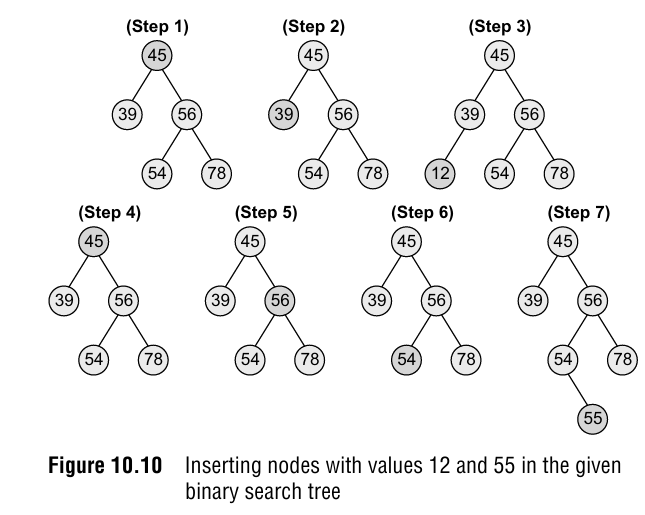 (Step 1) (Step 2) (Step 3)
45 45 45
39 56 39 56 39 56
54 78 54 78 12 54 78
(Step 4) (Step 5) (Step 6) (Step 7)
45 45 45 45
39 56 39 56 39 56 39 56
54 78 54 78 54 78 54 78
55
Figure 10.10 Inserting nodes with values 12 and 55 in the given
binary search tree